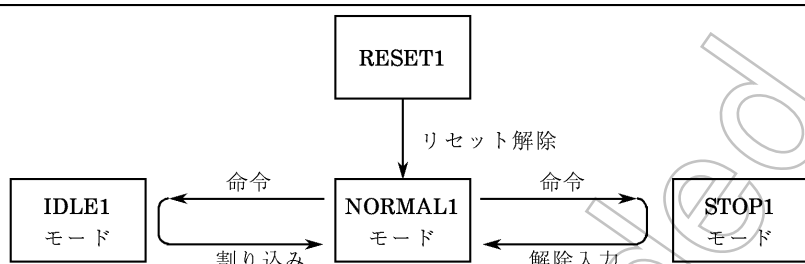 RESET1
リセット解除
命令
命令
IDLE1
モード
NORMAL1
モード
STOP1
モード
割り込み
解除入力